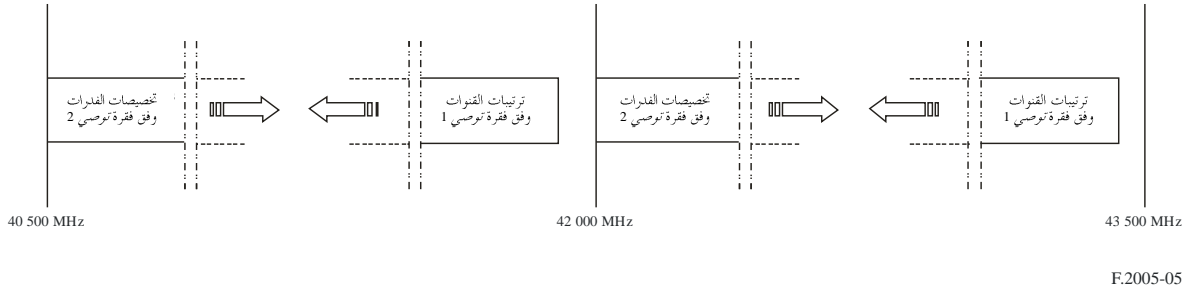 تخصيصات الفدرات
وفق فقرة توصي 2
ترتيبات القنوات
وفق فقرة توصي 1
تخصيصات الفدرات
وفق فقرة توصي 2
ترتيبات القنوات
وفق فقرة توصي 1
40 500 MHz
42 000 MHz
43 500 MHz
F.2005-05